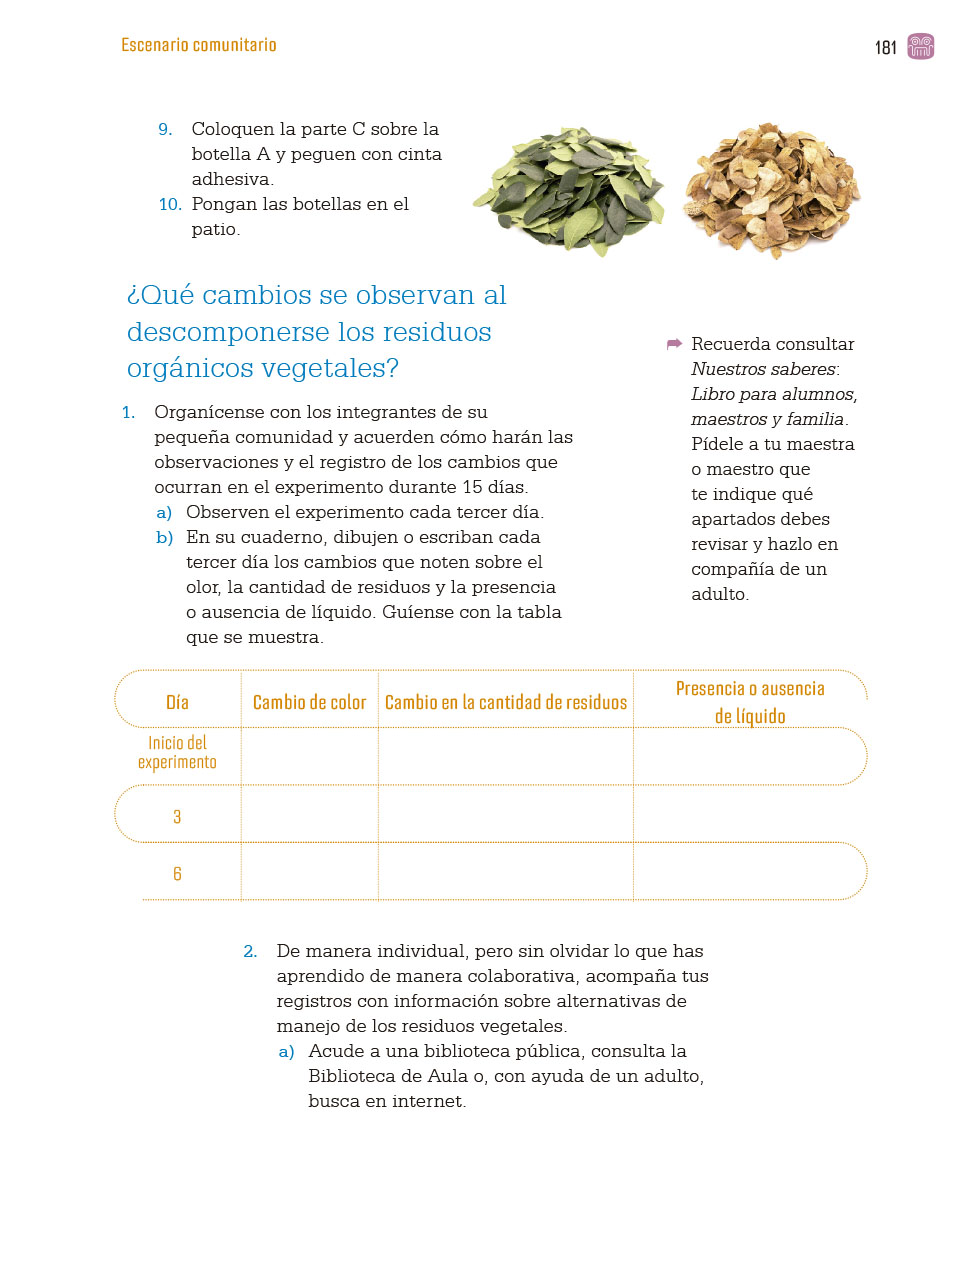 Escenario comunitario
181
9. Coloquen la parte C sobre la
botella A y peguen con cinta
adhesiva.
10. Pongan las botellas en el
patio.
¿Qué cambios se observan al
descomponerse los residuos
orgánicos vegetales?
1. Organícense con los integrantes de su
pequeña comunidad y acuerden cómo harán las
observaciones y el registro de los cambios que
ocurran en el experimento durante 15 días.
a) Observen el experimento cada tercer día.
b) En su cuaderno, dibujen o escriban cada
tercer día los cambios que noten sobre el
olor, la cantidad de residuos y la presencia
o ausencia de líquido. Guíense con la tabla
que se muestra.
➦ Recuerda consultar
Nuestros saberes:
Libro para alumnos,
maestros y familia.
Pídele a tu maestra
o maestro que
te indique qué
apartados debes
revisar y hazlo en
compañía de un
adulto.
Día
Cambio de color
Cambio en la cantidad de residuos
Presencia o ausencia
de líquido
Inicio del
experimento
3
6
2. De manera individual, pero sin olvidar lo que has
aprendido de manera colaborativa, acompaña tus
registros con información sobre alternativas de
manejo de los residuos vegetales.
a) Acude a una biblioteca pública, consulta la
Biblioteca de Aula o, con ayuda de un adulto,
busca en internet.